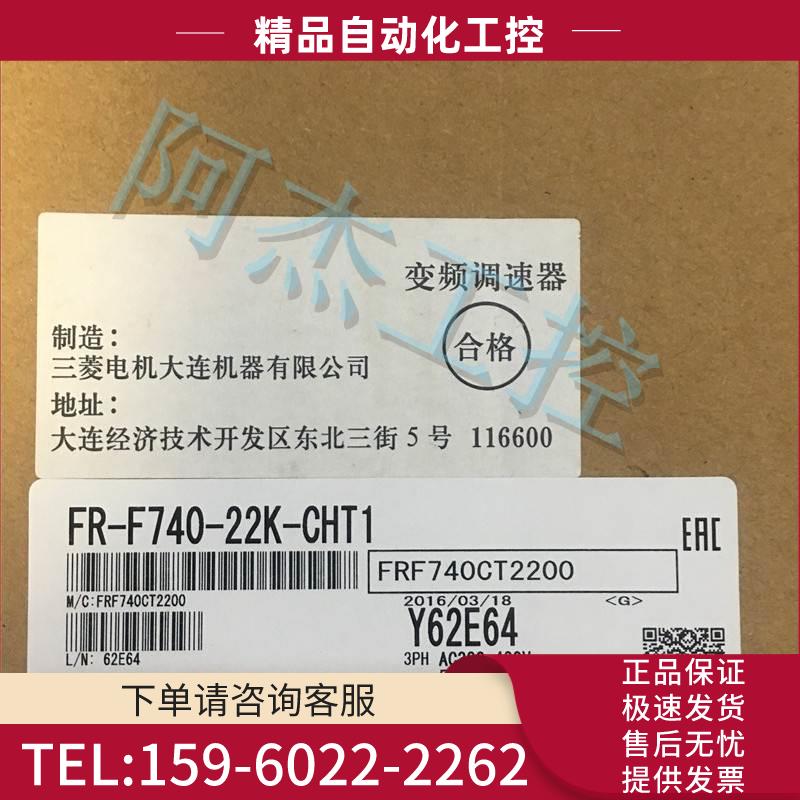 精品自动化工控
阿杰工控
变频调速器
合格
制造：
三菱电机大连机器有限公司
地址：
大连经济技术开发区东北三街5号 116600
FR-F740-22K-CHT1
EAC
FRF740CT2200
M/C:FRF740CT2200
2016/03/18 <G>
Y62E64
L/N: 62E64
3PH
下单请咨询客服
TEL:159-6022-2262
正品保证
极速发货
售后无忧
提供发票